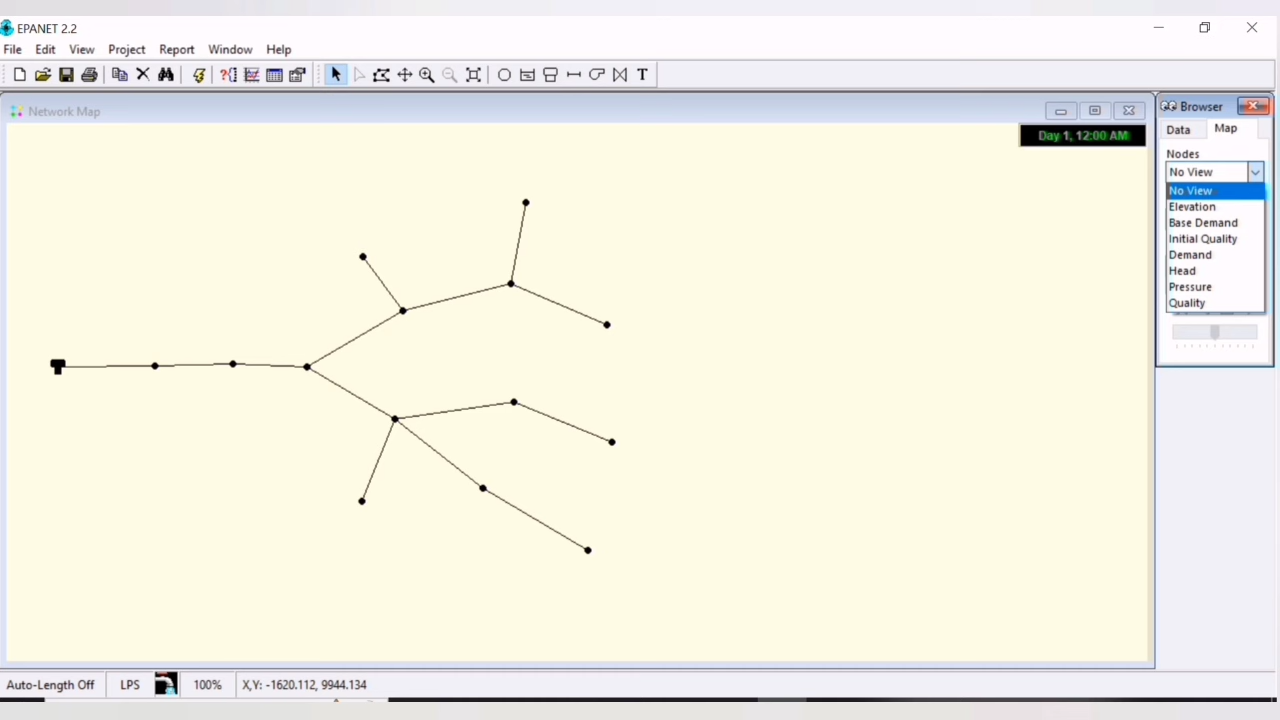 EPANET 2.2
File Edit View Project Report Window Help
T
Network Map
Day 1, 12:00 AM
Browser
Data Map
Nodes
No View
No View
Elevation
Base Demand
Initial Quality
Demand
Head
Pressure
Quality
Auto-Length Off LPS 100% X,Y: -1620.112, 9944.134